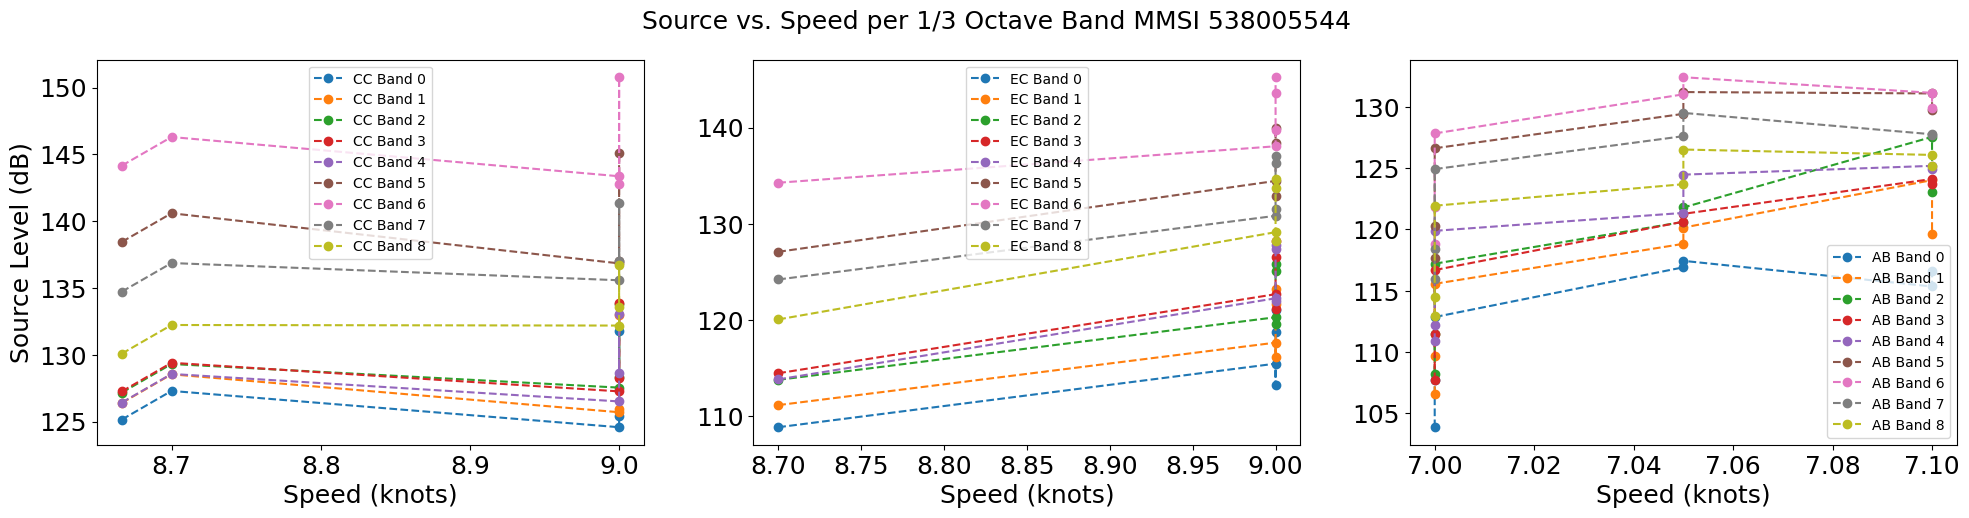 Source vs. Speed per 1/3 Octave Band MMSI 538005544
Source Level (dB)
150
145
140
135
130
125
CC Band 0
CC Band 1
CC Band 2
CC Band 3
CC Band 4
CC Band 5
CC Band 6
CC Band 7
CC Band 8
8.7 8.8 8.9 9.0
Speed (knots)
140
130
120
110
EC Band 0
EC Band 1
EC Band 2
EC Band 3
EC Band 4
EC Band 5
EC Band 6
EC Band 7
EC Band 8
8.70 8.75 8.80 8.85 8.90 8.95 9.00
Speed (knots)
130
125
120
115
110
105
AB Band 0
AB Band 1
AB Band 2
AB Band 3
AB Band 4
AB Band 5
AB Band 6
AB Band 7
AB Band 8
7.00 7.02 7.04 7.06 7.08 7.10
Speed (knots)